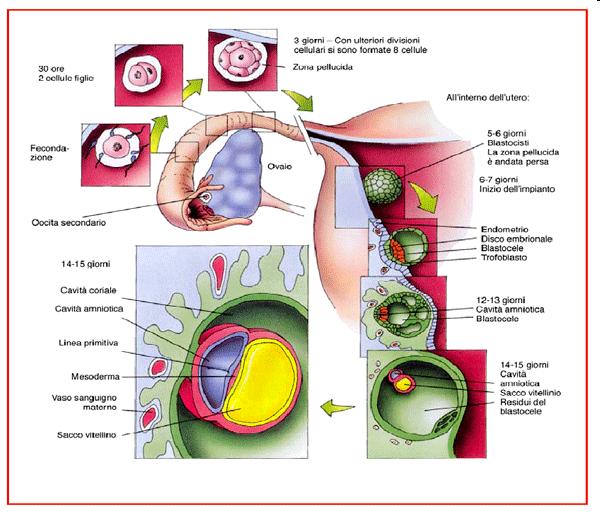 3 giorni – Con ulteriori divisioni
cellulari si sono formate 8 cellule
Zona pellucida
30 ore
2 cellule figlie
All'interno dell'utero:
Fecondazione
Feconda-
zione
Ovaio
Oocita secondario
5-6 giorni
Blastocisti
La zona pellucida
è andata persa
6-7 giorni
Inizio dell'impianto
Endometrio
Disco embrionale
Blastocele
Trofoblasto
12-13 giorni
Cavità amniotica
Blastocele
14-15 giorni
Cavità
amniotica
Sacco vitellinio
Residui del
blastocele
14-15 giorni
Cavità coriale
Cavità amniotica
Linea primitiva
Mesoderma
Vaso sanguigno
materno
Sacco vitellino